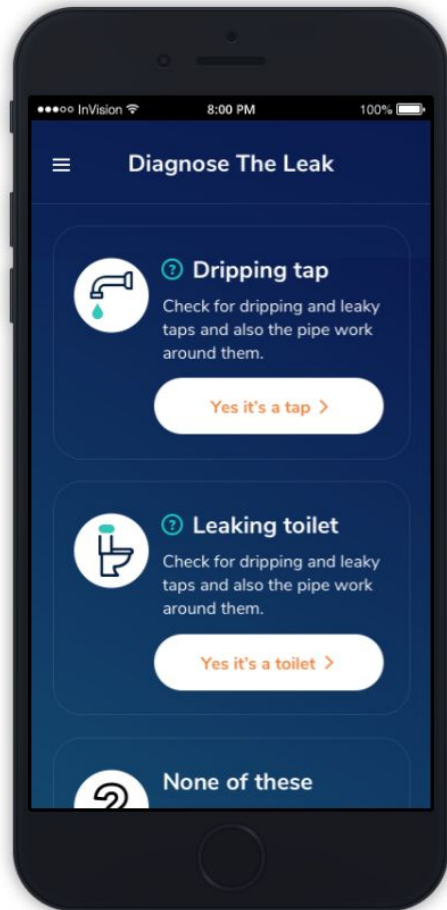 InVision 8:00 PM 100%
Diagnose The Leak
? Dripping tap
Check for dripping and leaky
taps and also the pipe work
around them.
Yes it's a tap >
? Leaking toilet
Check for dripping and leaky
taps and also the pipe work
around them.
Yes it's a toilet >
None of these
?